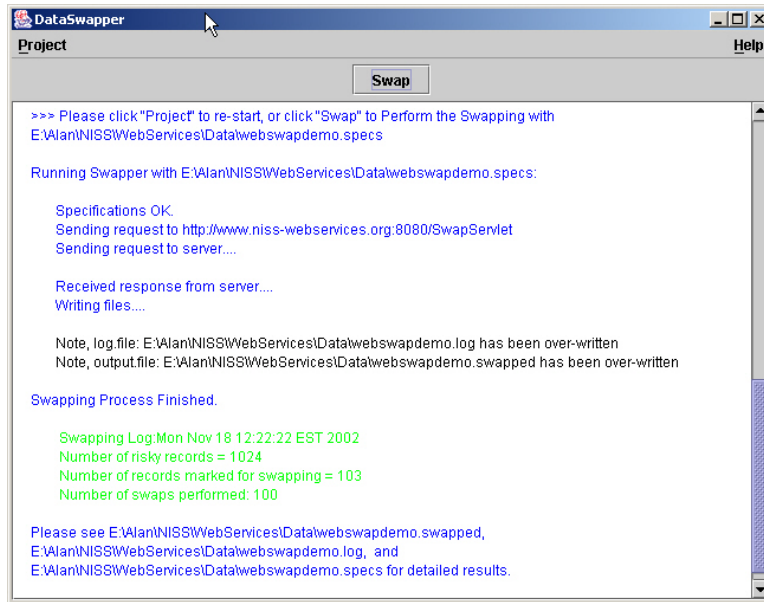 DataSwapper
Project Help
Swap
>>> Please click "Project" to re-start, or click "Swap" to Perform the Swapping with
E:\Alan\NISS\WebServices\Data\webswapdemo.specs
Running Swapper with E:\Alan\NISS\WebServices\Data\webswapdemo.specs:
Specifications OK.
Sending request to http://www.niss-webservices.org:8080/SwapServlet
Sending request to server....
Received response from server....
Writing files....
Note, log.file: E:\Alan\NISS\WebServices\Data\webswapdemo.log has been over-written
Note, output.file: E:\Alan\NISS\WebServices\Data\webswapdemo.swapped has been over-written
Swapping Process Finished.
Swapping Log:Mon Nov 18 12:22:22 EST 2002
Number of risky records = 1024
Number of records marked for swapping = 103
Number of swaps performed: 100
Please see E:\Alan\NISS\WebServices\Data\webswapdemo.swapped,
E:\Alan\NISS\WebServices\Data\webswapdemo.log, and
E:\Alan\NISS\WebServices\Data\webswapdemo.specs for detailed results.